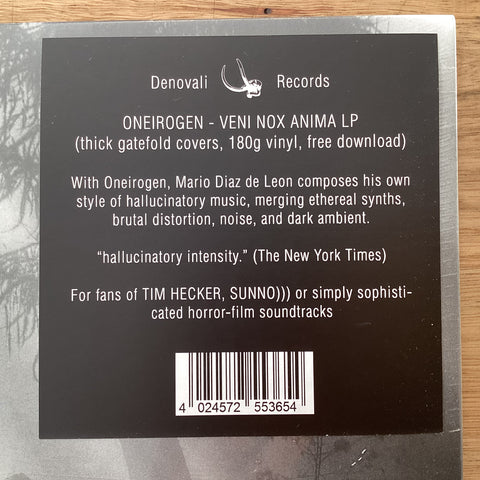 Denovali Records
ONEIROGEN - VENI NOX ANIMA LP
(thick gatefold covers, 180g vinyl, free download)
With Oneirogen, Mario Diaz de Leon composes his own
style of hallucinatory music, merging ethereal synths,
brutal distortion, noise, and dark ambient.
“hallucinatory intensity.” (The New York Times)
For fans of TIM HECKER, SUNNO))) or simply sophisti-
cated horror-film soundtracks
4 024572 553654